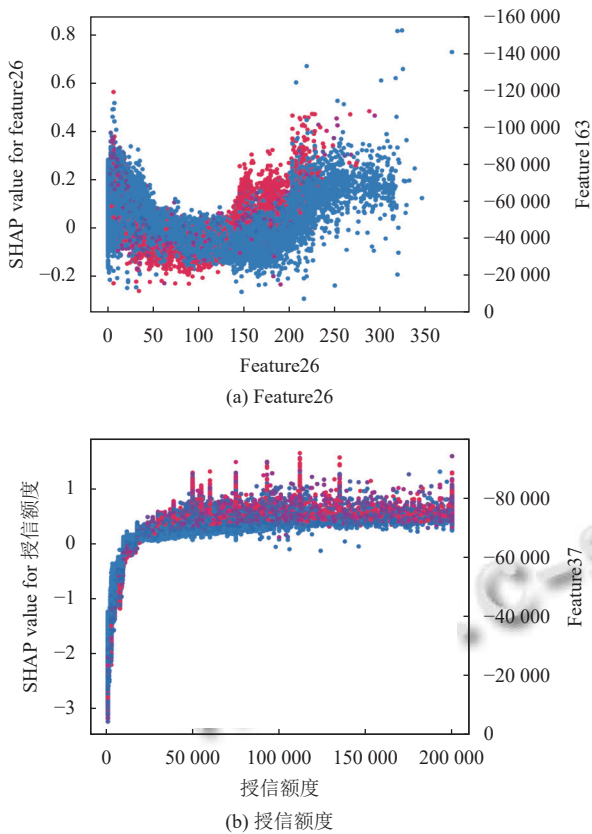 0.8
0.6
0.4
0.2
0
−0.2
SHAP value for feature26
−160 000
−140 000
−120 000
−100 000
−80 000
−60 000
−40 000
−20 000
0
Feature163
0 50 100 150 200 250 300 350
Feature26
(a) Feature26
1
0
−1
−2
−3
SHAP value for 授信额度
−80 000
−60 000
−40 000
−20 000
0
Feature37
0 50 000 100 000 150 000 200 000
授信额度
(b) 授信额度